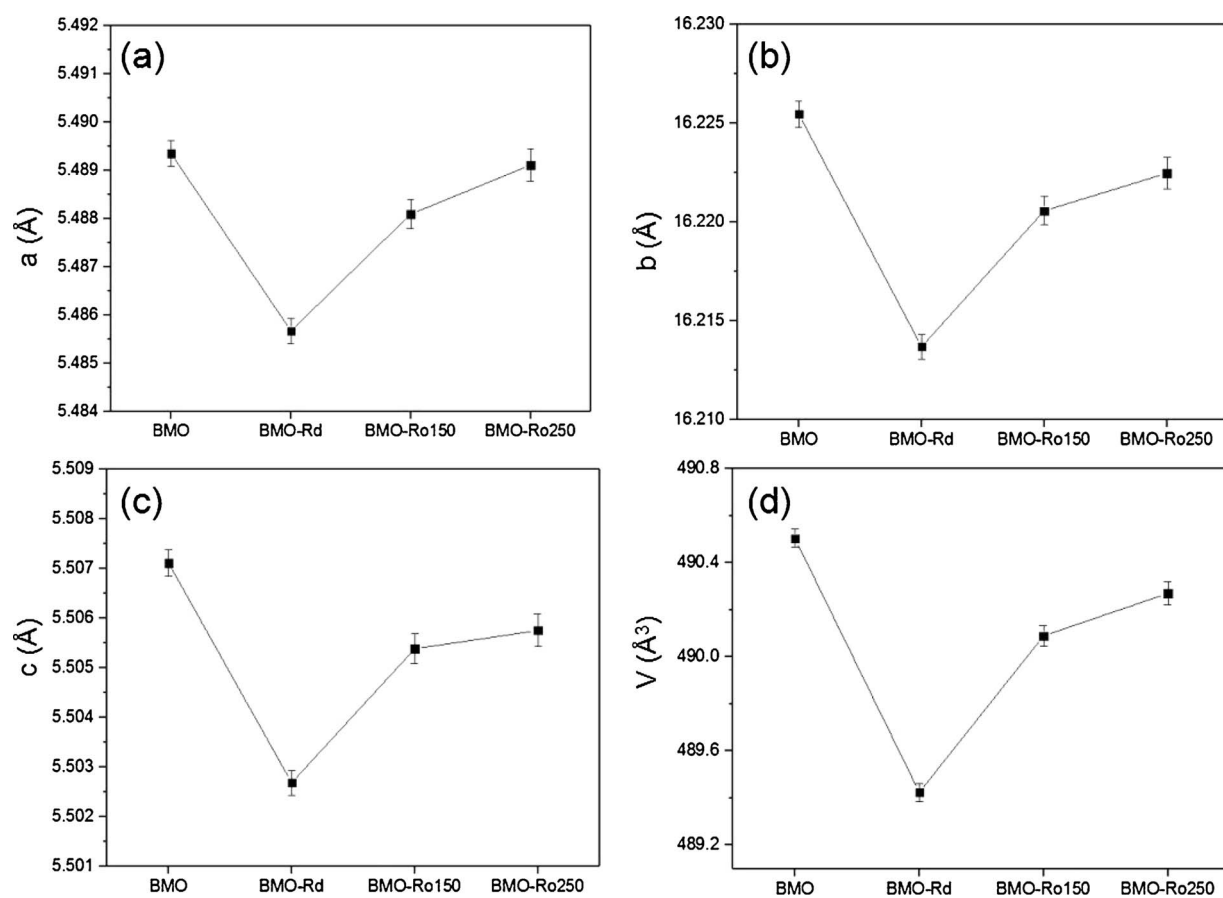 (a)
a (Å)
5.492
5.491
5.490
5.489
5.488
5.487
5.486
5.485
5.484
BMO BMO-Rd BMO-Ro150 BMO-Ro250
(b)
b (Å)
16.230
16.225
16.220
16.215
16.210
BMO BMO-Rd BMO-Ro150 BMO-Ro250
(c)
c (Å)
5.509
5.508
5.507
5.506
5.505
5.504
5.503
5.502
5.501
BMO BMO-Rd BMO-Ro150 BMO-Ro250
(d)
V (Å³)
490.8
490.4
490.0
489.6
489.2
BMO BMO-Rd BMO-Ro150 BMO-Ro250